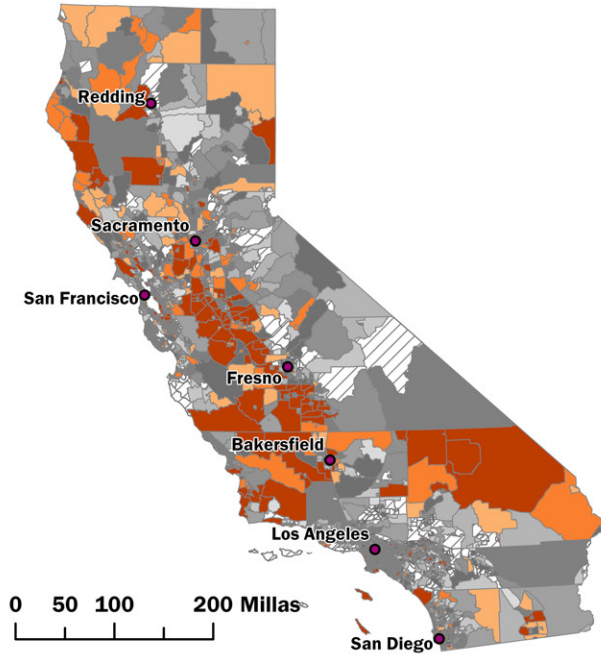 Redding
Sacramento
San Francisco
Fresno
Bakersfield
Los Angeles
0 50 100 200 Millas
San Diego